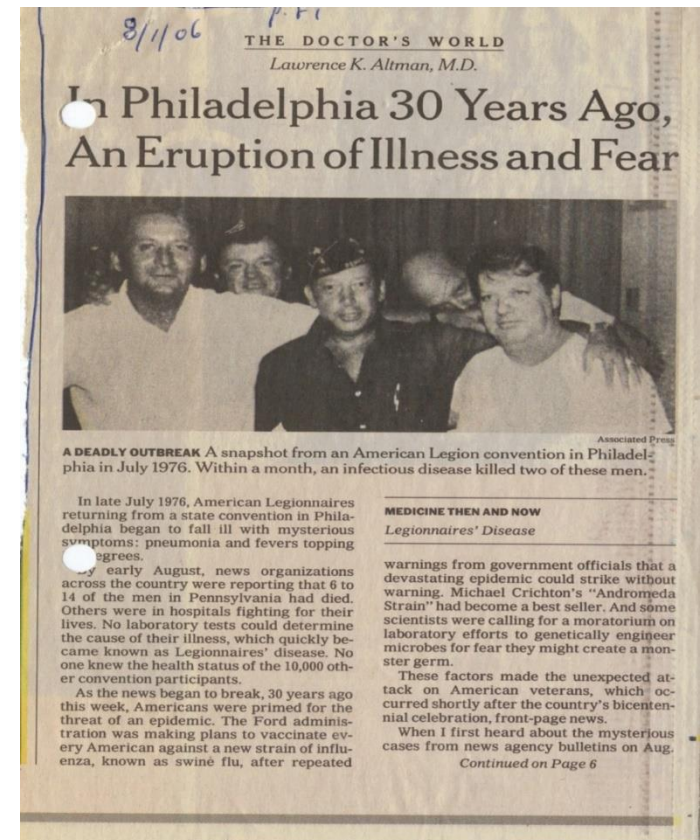 8/1/06
THE DOCTOR'S WORLD
Lawrence K. Altman, M.D.
In Philadelphia 30 Years Ago,
An Eruption of Illness and Fear
Associated Press
A DEADLY OUTBREAK A snapshot from an American Legion convention in Philadel-
phia in July 1976. Within a month, an infectious disease killed two of these men.
In late July 1976, American Legionnaires
returning from a state convention in Phila-
delphia began to fall ill with mysterious
symptoms: pneumonia and fevers topping
egrees.
By early August, news organizations
across the country were reporting that 6 to
14 of the men in Pennsylvania had died.
Others were in hospitals fighting for their
lives. No laboratory tests could determine
the cause of their illness, which quickly be-
came known as Legionnaires' disease. No
one knew the health status of the 10,000 oth-
er convention participants.
As the news began to break, 30 years ago
this week, Americans were primed for the
threat of an epidemic. The Ford adminis-
tration was making plans to vaccinate ev-
ery American against a new strain of influ-
enza, known as swine flu, after repeated
MEDICINE THEN AND NOW
Legionnaires' Disease
warnings from government officials that a
devastating epidemic could strike without
warning. Michael Crichton's "Andromeda
Strain" had become a best seller. And some
scientists were calling for a moratorium on
laboratory efforts to genetically engineer
microbes for fear they might create a mon-
ster germ.
These factors made the unexpected at-
tack on American veterans, which oc-
curred shortly after the country's bicenten-
nial celebration, front-page news.
When I first heard about the mysterious
cases from news agency bulletins on Aug.
Continued on Page 6